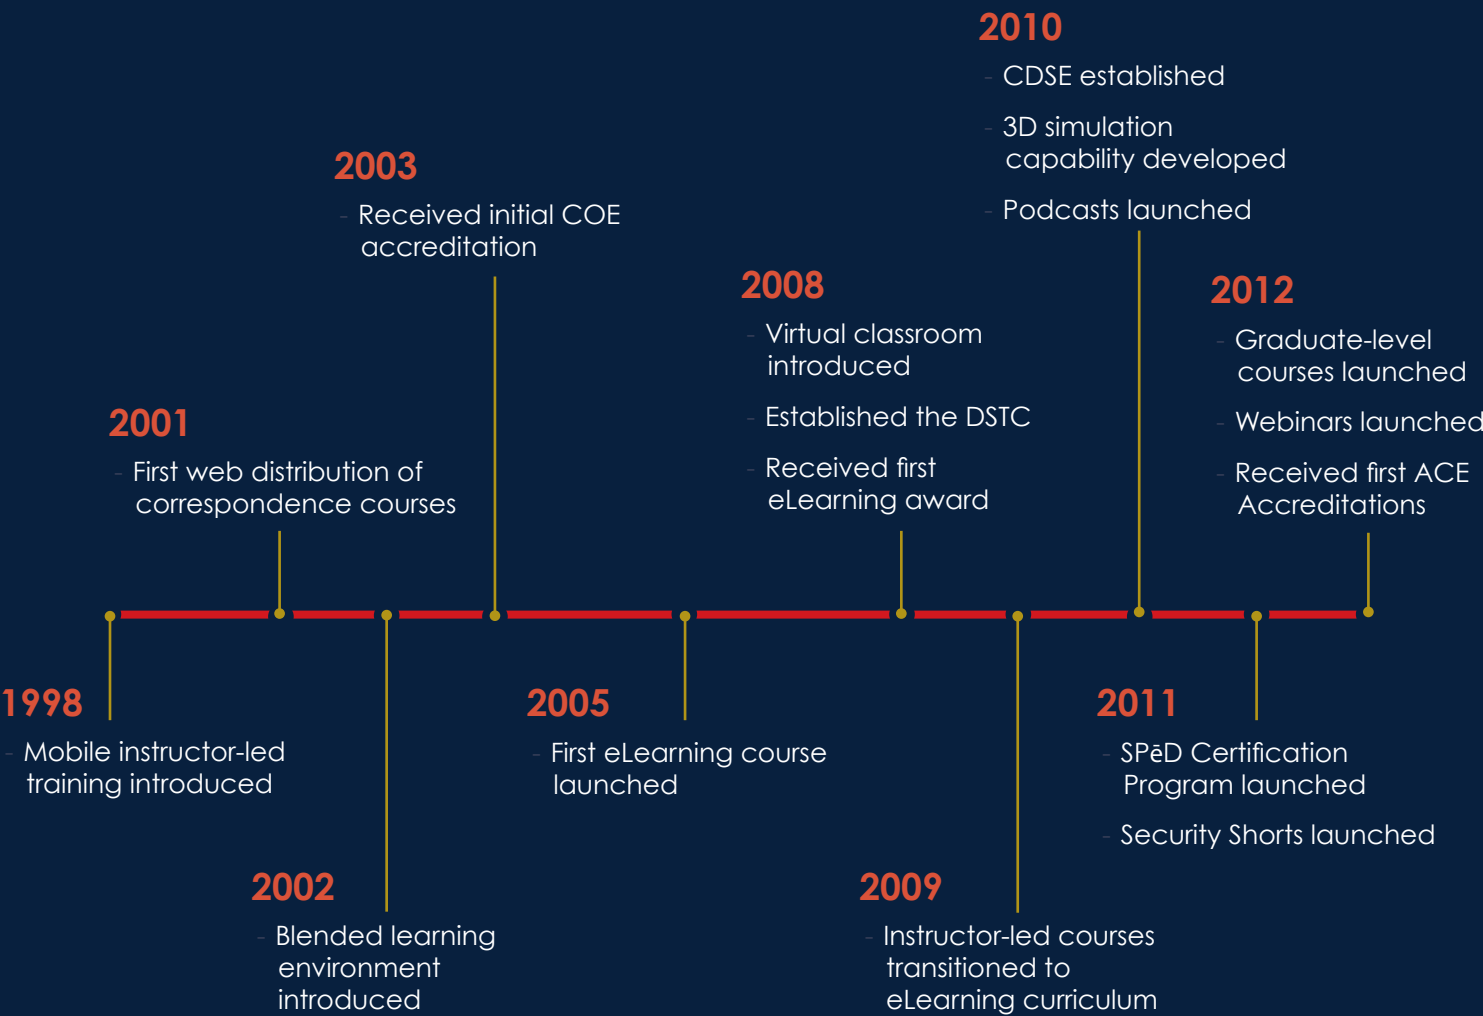 1998
- Mobile instructor-led
training introduced
2001
- First web distribution of
correspondence courses
2002
- Blended learning
environment
introduced
2003
- Received initial COE
accreditation
2005
- First eLearning course
launched
2008
- Virtual classroom
introduced
- Established the DSTC
- Received first
eLearning award
2009
- Instructor-led courses
transitioned to
eLearning curriculum
2010
- CDSE established
- 3D simulation
capability developed
- Podcasts launched
2011
- SPēD Certification
Program launched
- Security Shorts launched
2012
- Graduate-level
courses launched
- Webinars launched
- Received first ACE
Accreditations